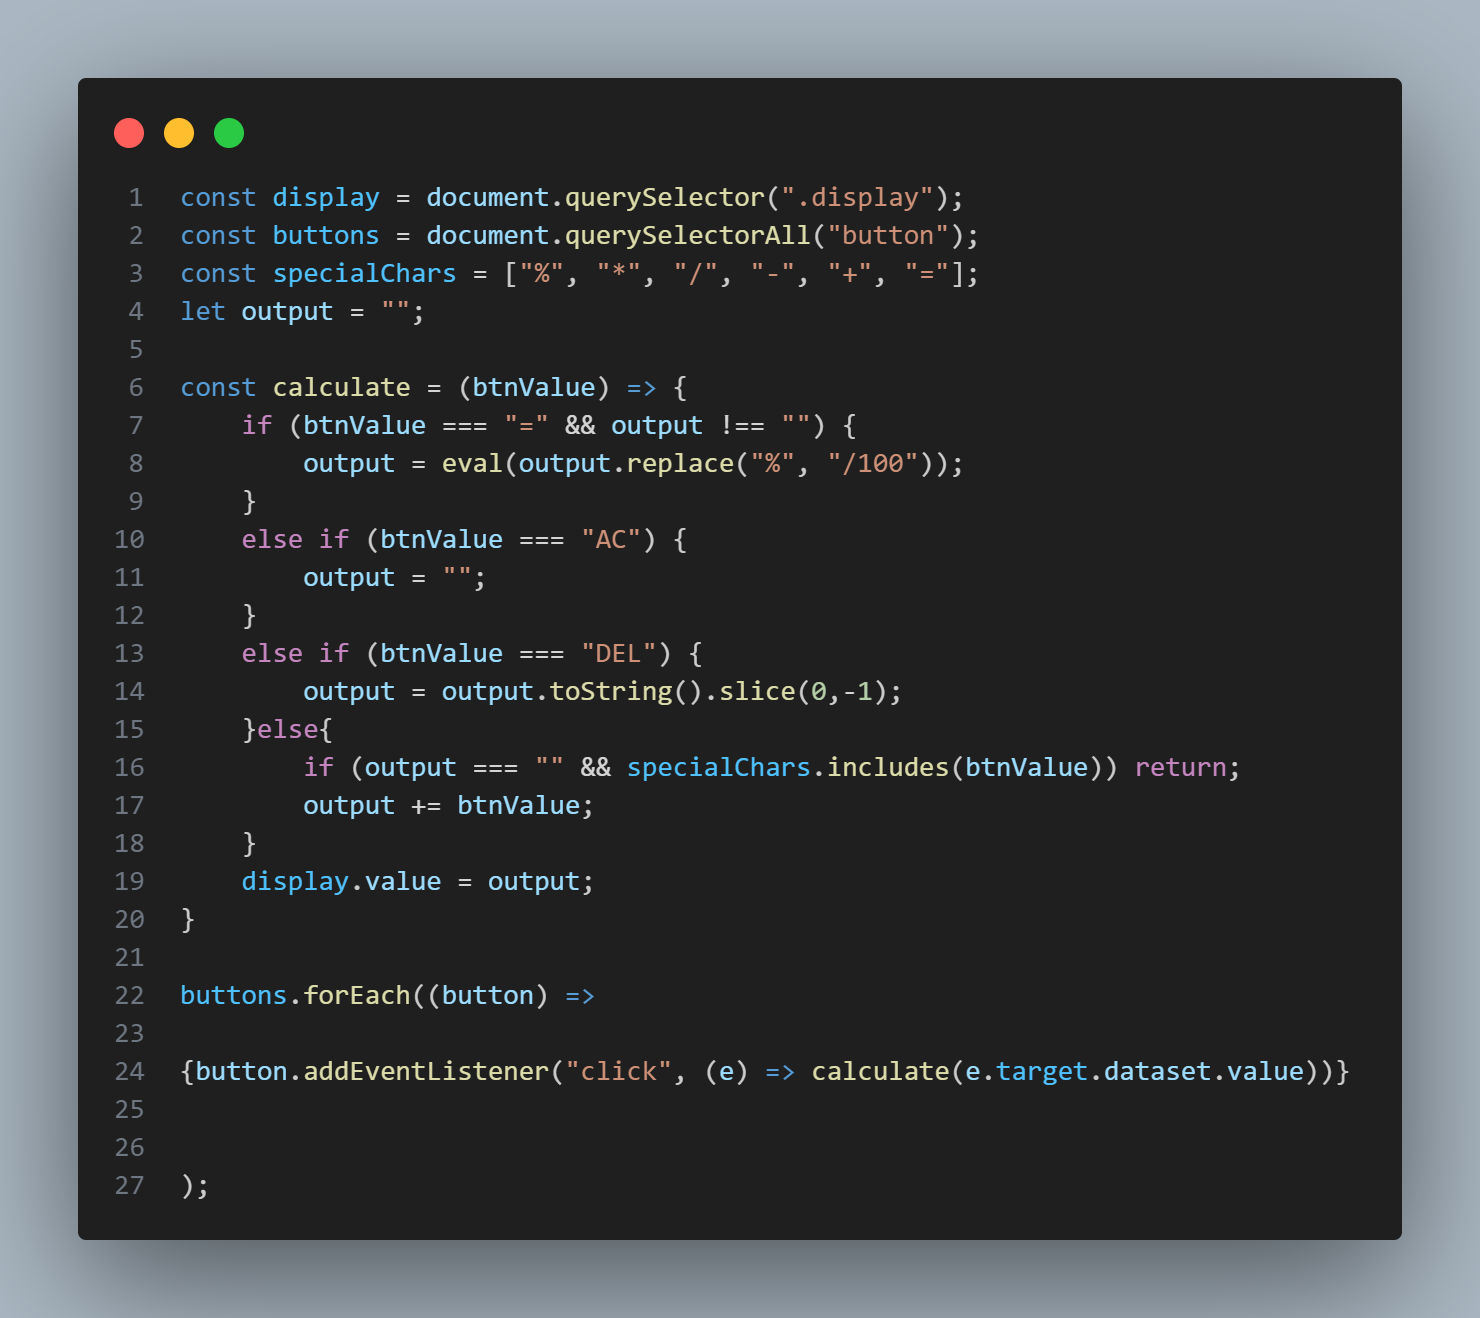 1 const display = document.querySelector(".display");
2 const buttons = document.querySelectorAll("button");
3 const specialChars = ["%", "*", "/", "-", "+", "="];
4 let output = "";
5
6 const calculate = (btnValue) => {
7     if (btnValue === "=" && output !== "") {
8         output = eval(output.replace("%", "/100"));
9     }
10     else if (btnValue === "AC") {
11         output = "";
12     }
13     else if (btnValue === "DEL") {
14         output = output.toString().slice(0,-1);
15     }else{
16         if (output === "" && specialChars.includes(btnValue)) return;
17         output += btnValue;
18     }
19     display.value = output;
20 }
21
22 buttons.forEach((button) =>
23
24 {button.addEventListener("click", (e) => calculate(e.target.dataset.value))}
25
26
27 );